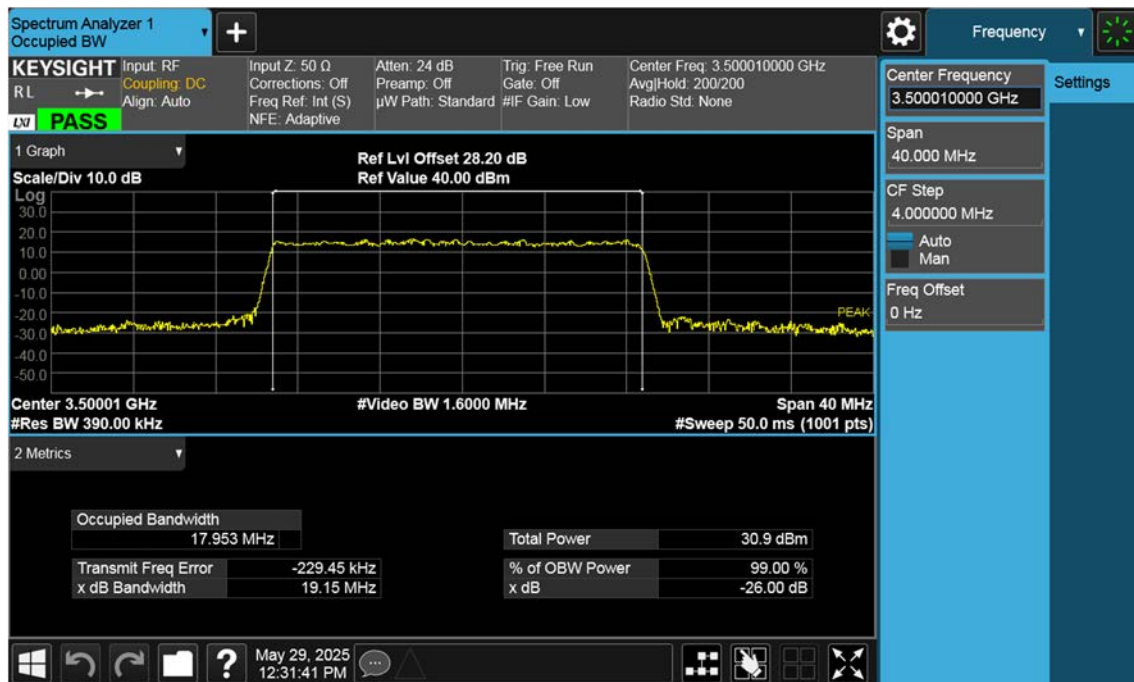 Spectrum Analyzer 1
Occupied BW
+
Frequency
KEYSIGHT
RL
LXI PASS
Input: RF
Coupling: DC
Align: Auto
Input Z: 50 Ω
Corrections: Off
Freq Ref: Int (S)
NFE: Adaptive
Atten: 24 dB
Preamp: Off
µW Path: Standard
Trig: Free Run
Gate: Off
#IF Gain: Low
Center Freq: 3.500010000 GHz
Avg|Hold: 200/200
Radio Std: None
Center Frequency
3.500010000 GHz
Settings
Span
40.000 MHz
CF Step
4.000000 MHz
Auto
Man
Freq Offset
0 Hz
1 Graph
Scale/Div 10.0 dB
Ref Lvl Offset 28.20 dB
Ref Value 40.00 dBm
Log
30.0
20.0
10.0
0.00
-10.0
-20.0
-30.0
-40.0
-50.0
PEAK
Center 3.50001 GHz
#Res BW 390.00 kHz
#Video BW 1.6000 MHz
Span 40 MHz
#Sweep 50.0 ms (1001 pts)
2 Metrics
Occupied Bandwidth
17.953 MHz
Total Power 30.9 dBm
Transmit Freq Error -229.45 kHz
% of OBW Power 99.00 %
x dB Bandwidth 19.15 MHz
x dB -26.00 dB
?
May 29, 2025
12:31:41 PM